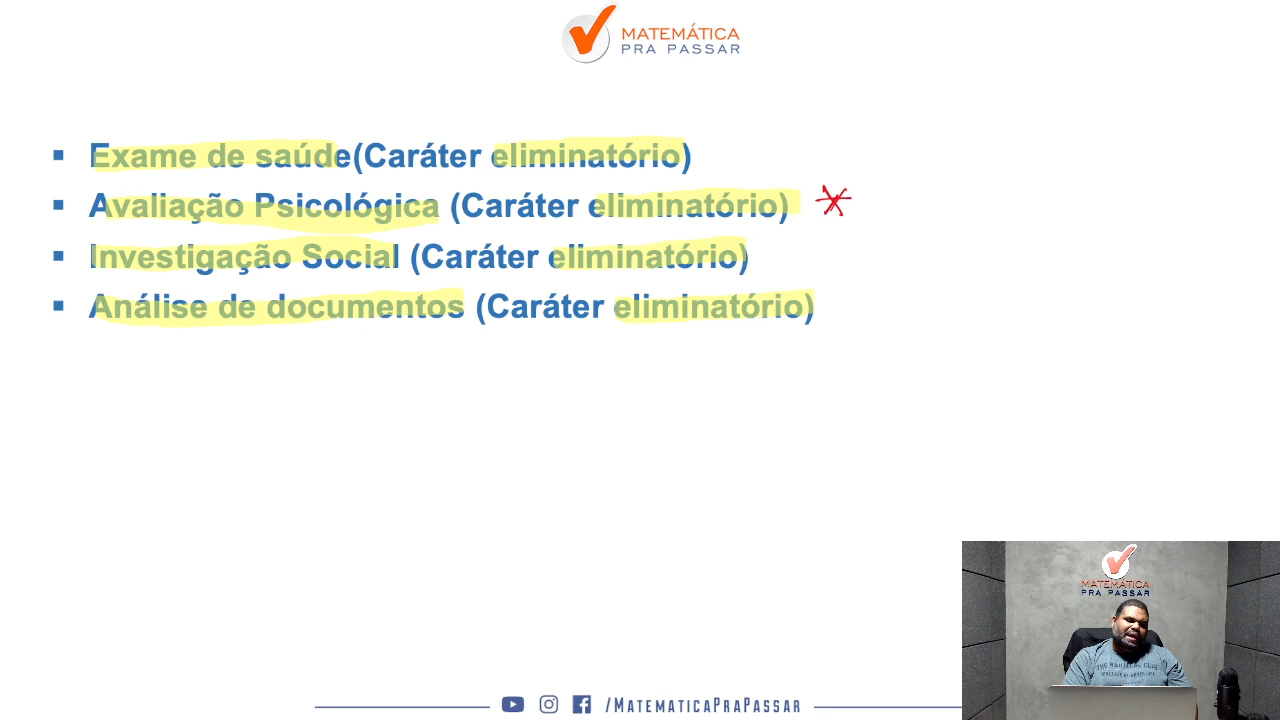 MATEMÁTICA
PRA PASSAR
▪ Exame de saúde(Caráter eliminatório)
▪ Avaliação Psicológica (Caráter eliminatório)
▪ Investigação Social (Caráter eliminatório)
▪ Análise de documentos (Caráter eliminatório)
MATEMÁTICA
PRA PASSAR
/MATEMATICAPRAPASSAR